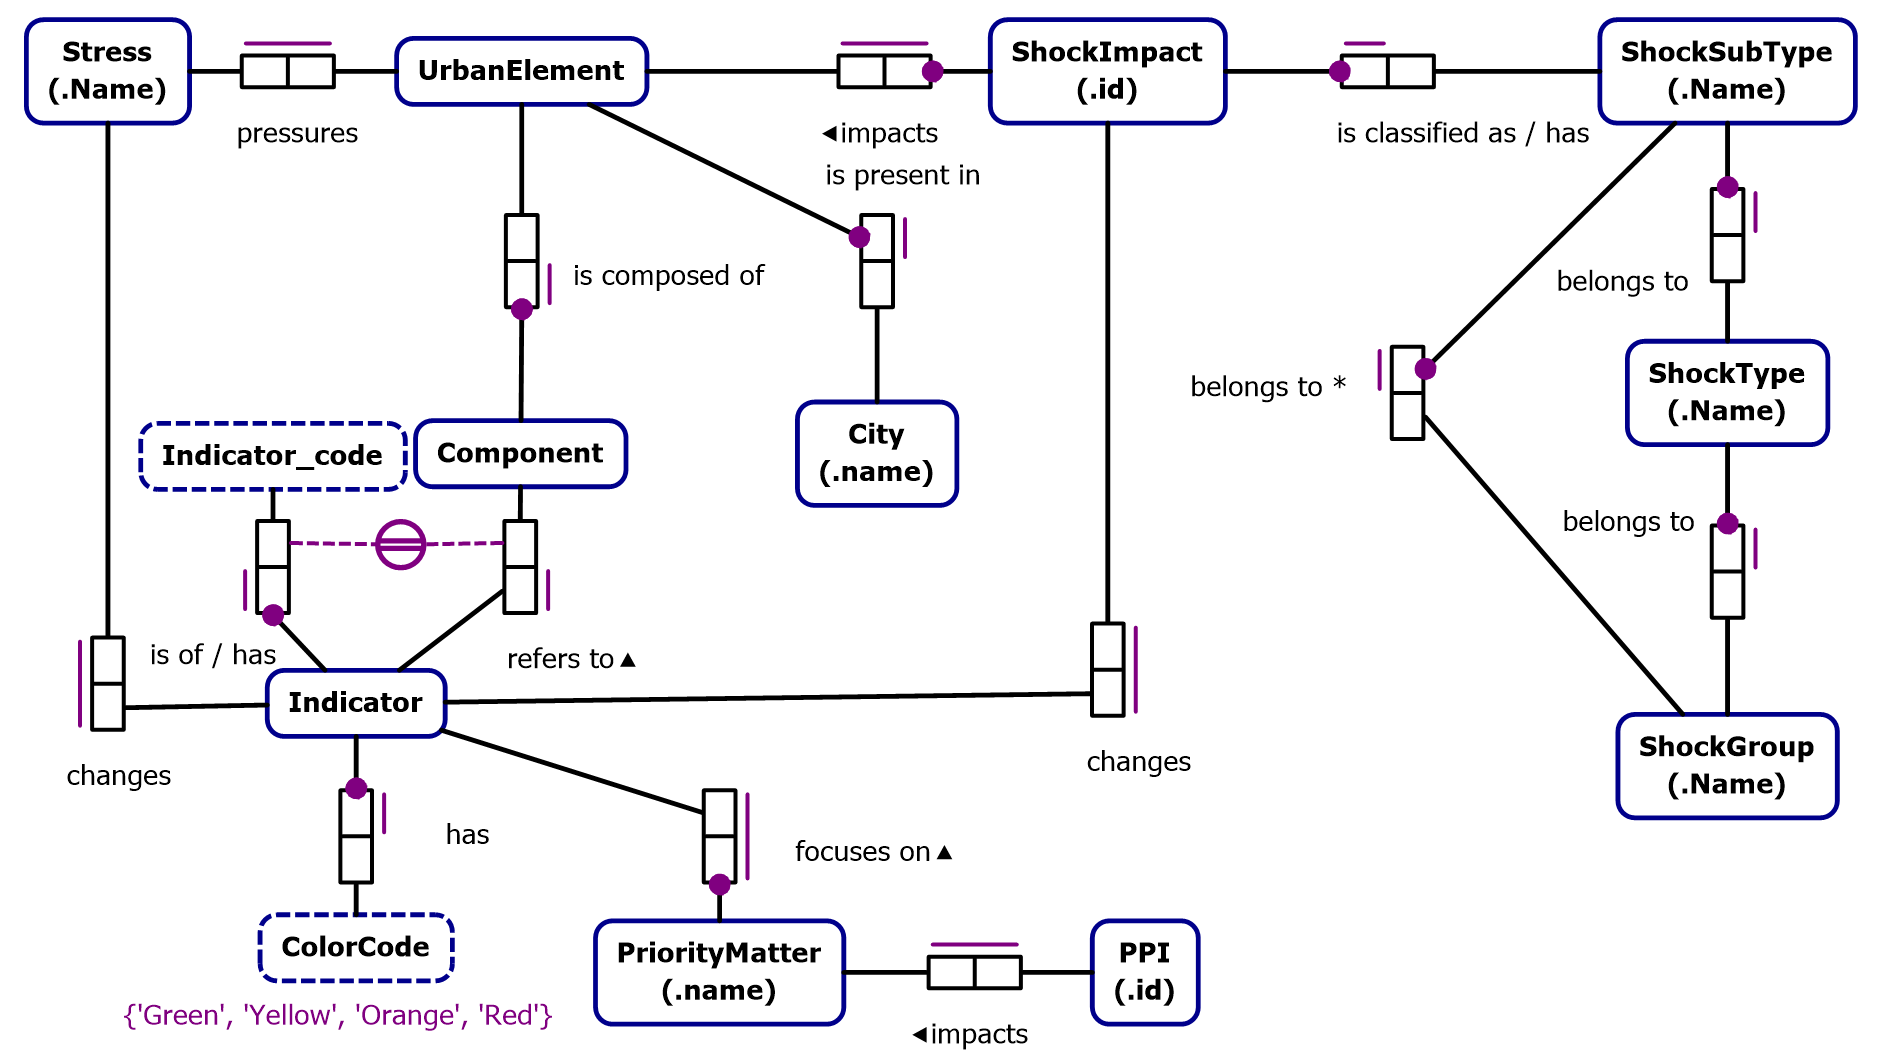 Stress
(.Name)
UrbanElement
ShockImpact
(.id)
ShockSubType
(.Name)
pressures
◄impacts
is classified as / has
is present in
is composed of
belongs to
belongs to *
ShockType
(.Name)
City
(.name)
Indicator_code
Component
belongs to
is of / has
refers to▲
Indicator
changes
changes
ShockGroup
(.Name)
has
focuses on▲
ColorCode
{'Green', 'Yellow', 'Orange', 'Red'}
PriorityMatter
(.name)
PPI
(.id)
◄impacts